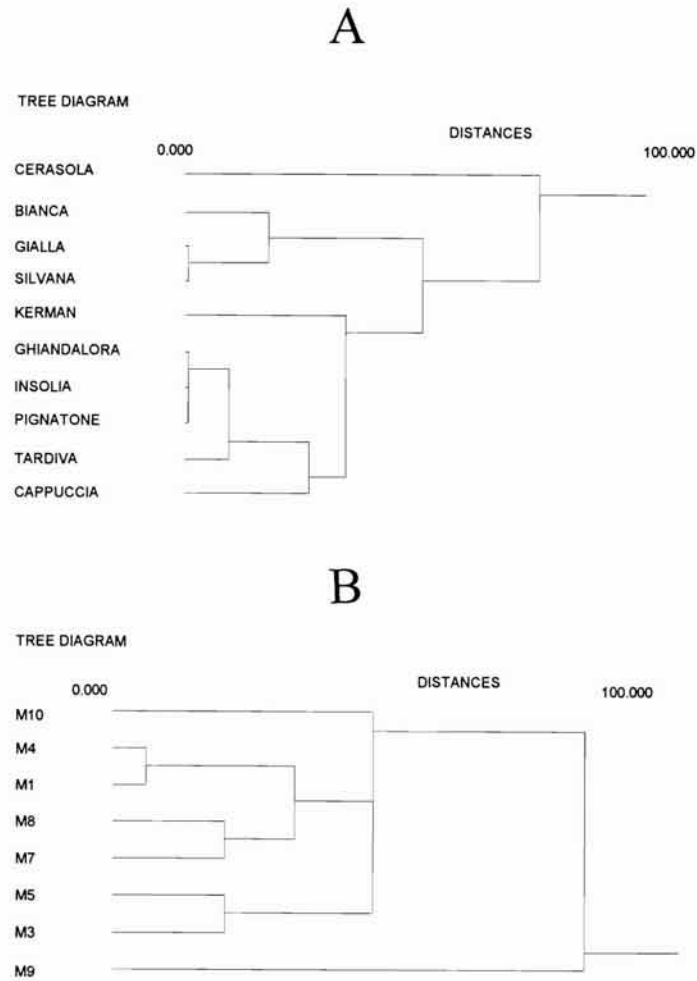 A
TREE DIAGRAM
DISTANCES
0.000 100.000
CERASOLA
BIANCA
GIALLA
SILVANA
KERMAN
GHIANDALORA
INSOLIA
PIGNATONE
TARDIVA
CAPPUCCIA
B
TREE DIAGRAM
DISTANCES
0.000 100.000
M10
M4
M1
M8
M7
M5
M3
M9